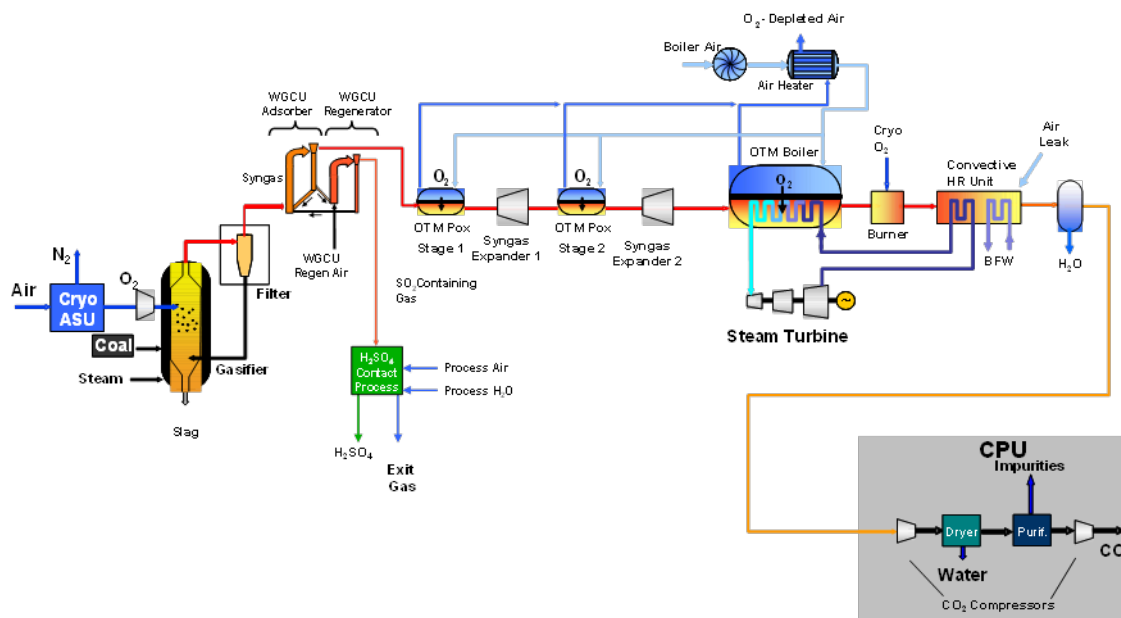 O₂- Depleted Air
Boiler Air
Air Heater
WGCU
Adsorber
WGCU
Regenerator
Syngas
O₂
O₂
OTM Boiler
O₂
Cryo
O₂
Air
Leak
Convective
HR Unit
OTM Pox
Stage 1
Syngas
Expander 1
OTM Pox
Stage 2
Syngas
Expander 2
Burner
BFW
H₂O
WGCU
Regen Air
SO₂Containing
Gas
N₂
O₂
Air
Cryo
ASU
Filter
Coal
Steam
Gasifier
Slag
Steam Turbine
H₂SO₄
Contact
Process
Process Air
Process H₂O
H₂SO₄
Exit
Gas
CPU
Impurities
Dryer
Purif.
Water
CO₂ Compressors